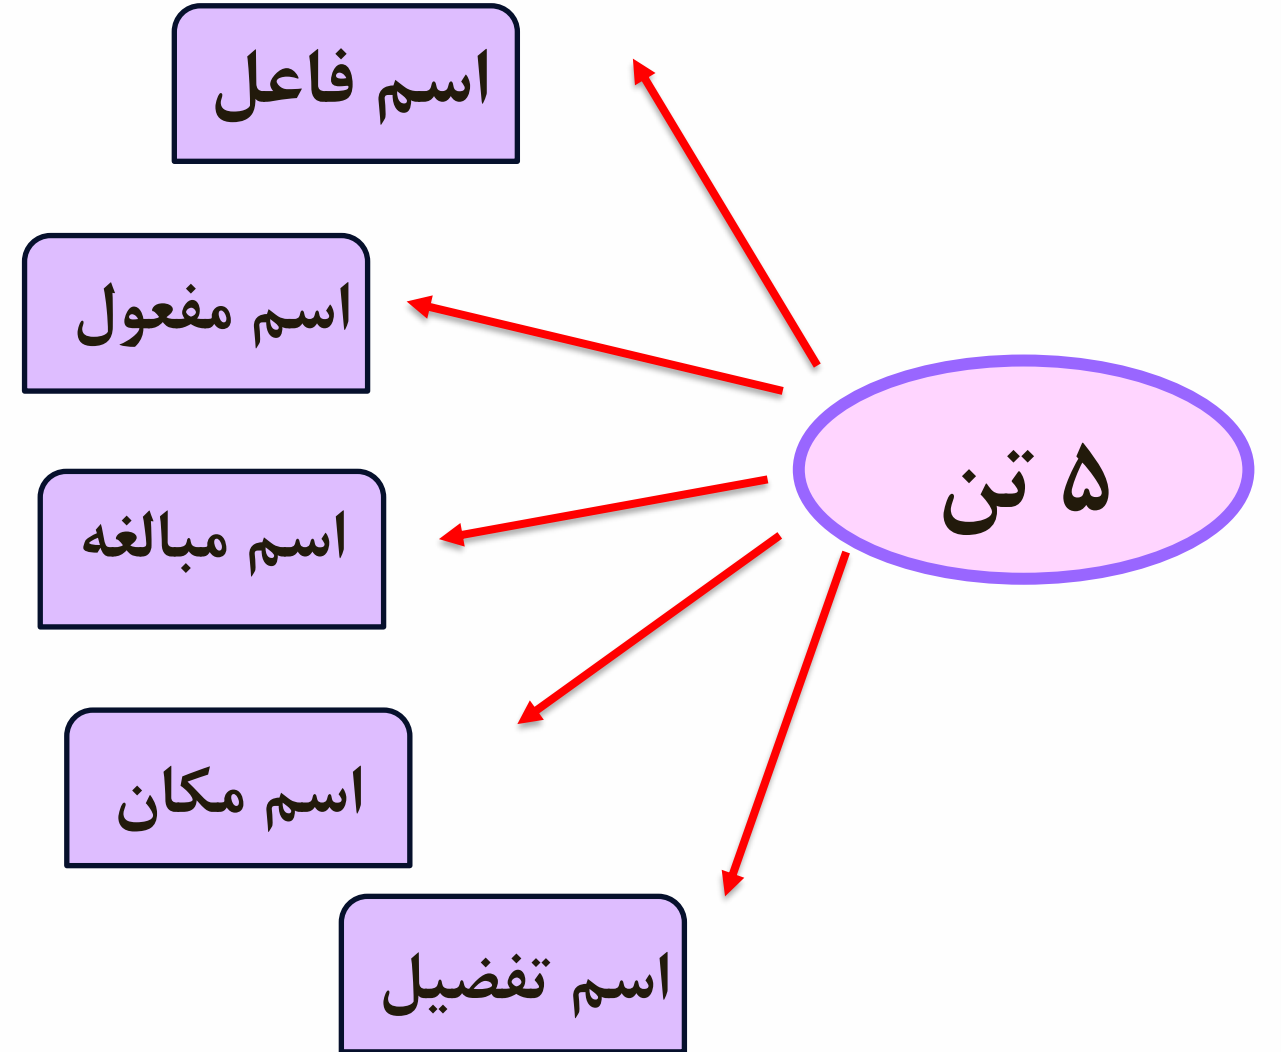 اسم فاعل
اسم مفعول
۵ تن
اسم مبالغه
اسم مکان
اسم تفضیل